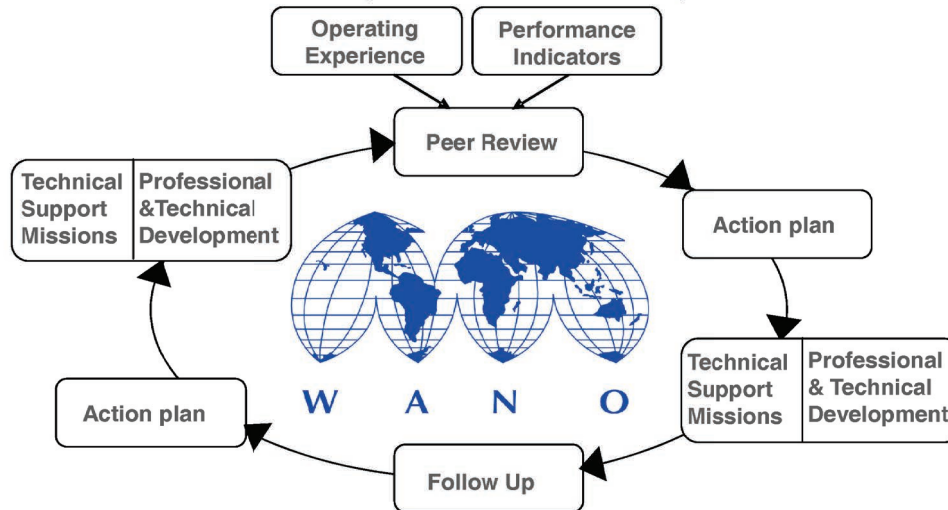 Operating
Experience
Performance
Indicators
Peer Review
Technical
Support
Missions
Professional
&Technical
Development
Action plan
Technical
Support
Missions
Professional
& Technical
Development
W A N O
Action plan
Follow Up